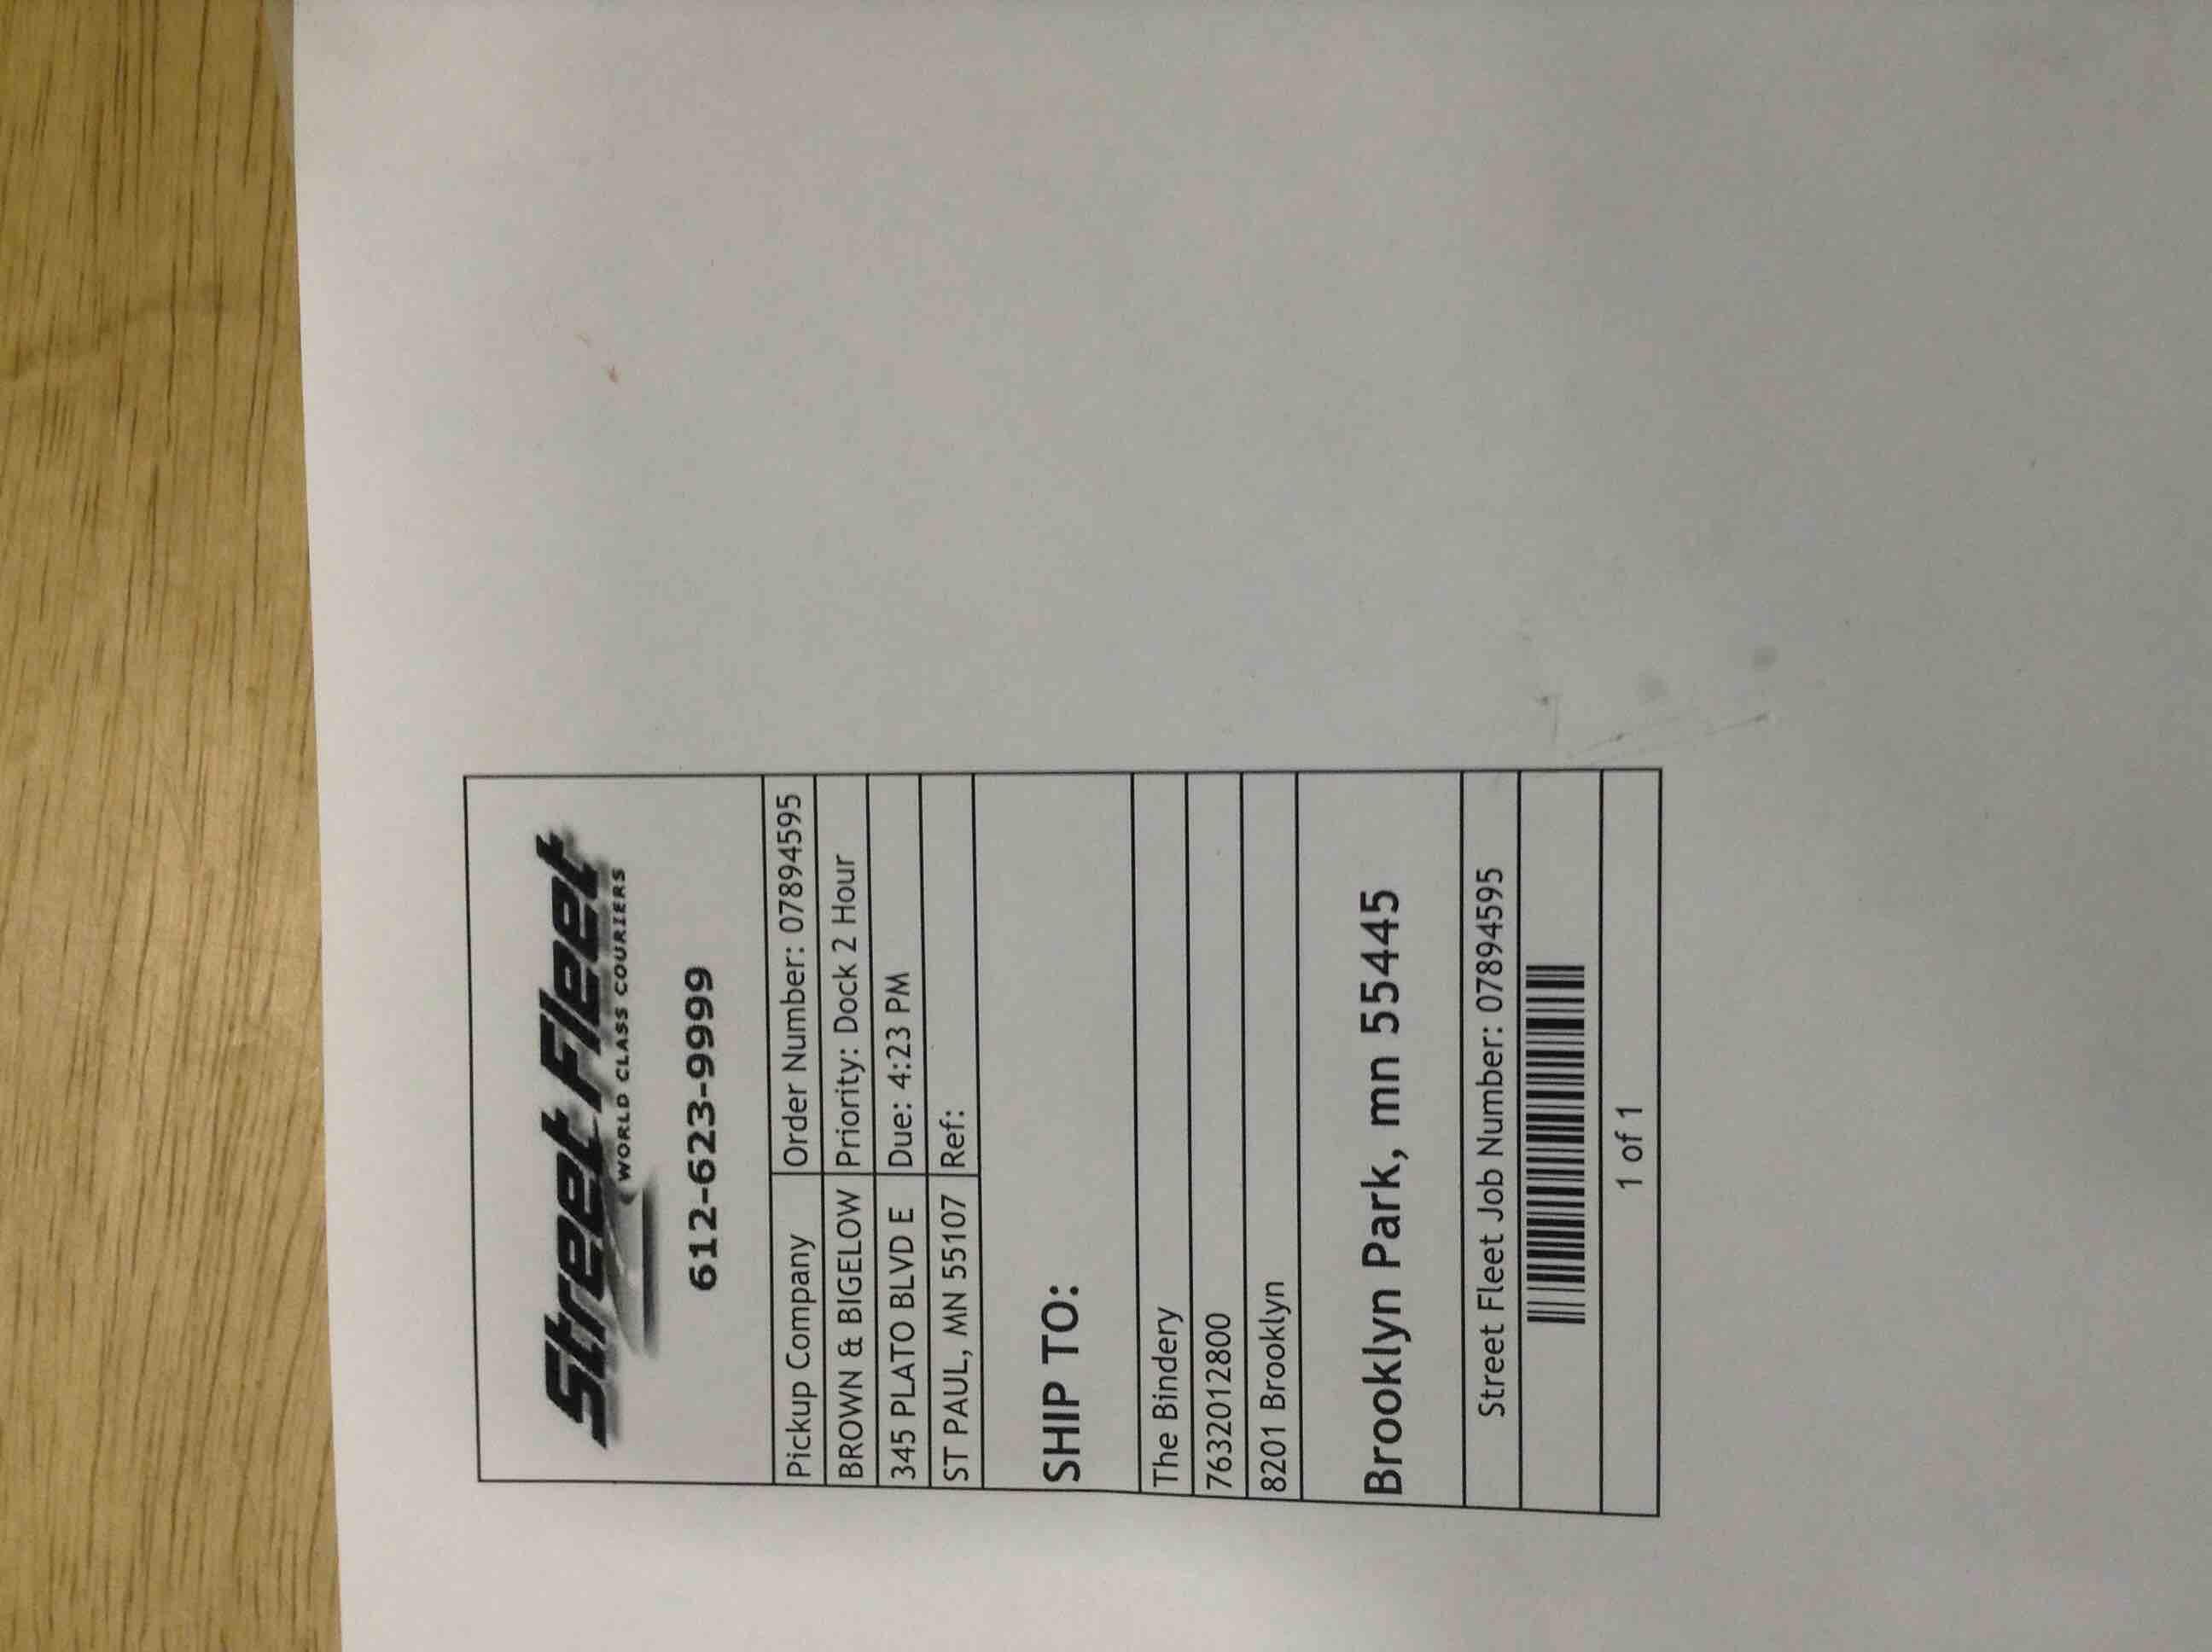 Street Fleet
WORLD CLASS COURIERS
612-623-9999
Pickup Company Order Number: 07894595
BROWN & BIGELOW Priority: Dock 2 Hour
345 PLATO BLVD E Due: 4:23 PM
ST PAUL, MN 55107 Ref:
SHIP TO:
The Bindery
7632012800
8201 Brooklyn
Brooklyn Park, mn 55445
Street Fleet Job Number: 07894595
1 of 1